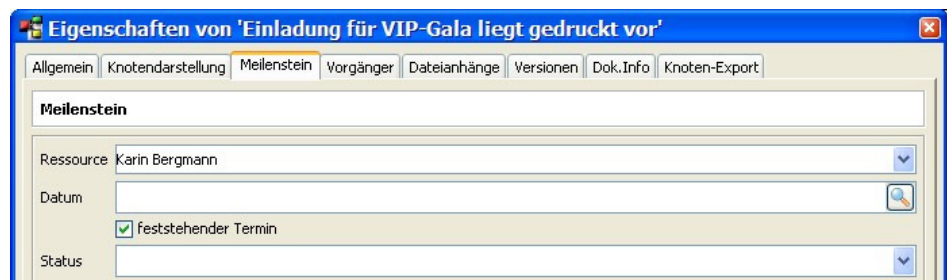 Eigenschaften von 'Einladung für VIP-Gala liegt gedruckt vor'
Allgemein Knotendarstellung Meilenstein Vorgänger Dateianhänge Versionen Dok.Info Knoten-Export
Meilenstein
Ressource Karin Bergmann
Datum
feststehender Termin
Status